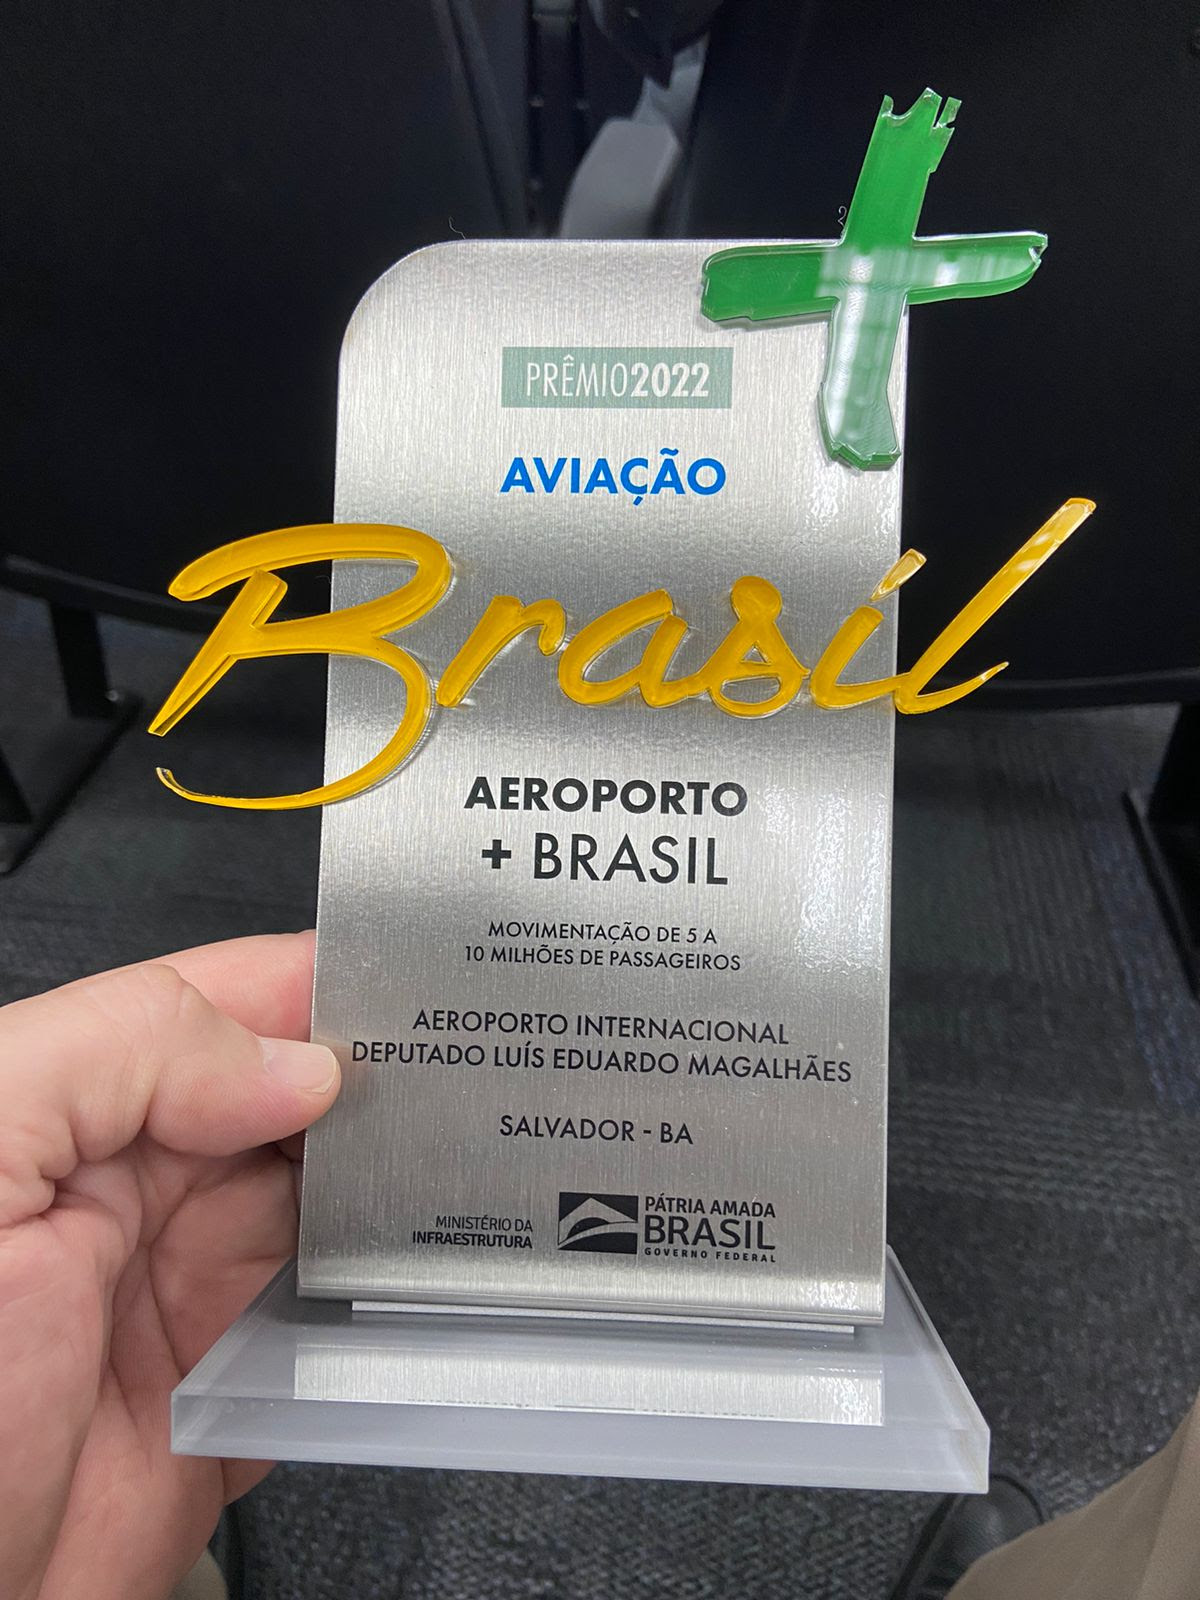 PRÊMIO2022
AVIAÇÃO
+
Brasil
AEROPORTO
+ BRASIL
MOVIMENTAÇÃO DE 5 A
10 MILHÕES DE PASSAGEIROS
AEROPORTO INTERNACIONAL
DEPUTADO LUÍS EDUARDO MAGALHÃES
SALVADOR - BA
MINISTÉRIO DA
INFRAESTRUTURA
PÁTRIA AMADA
BRASIL
GOVERNO FEDERAL